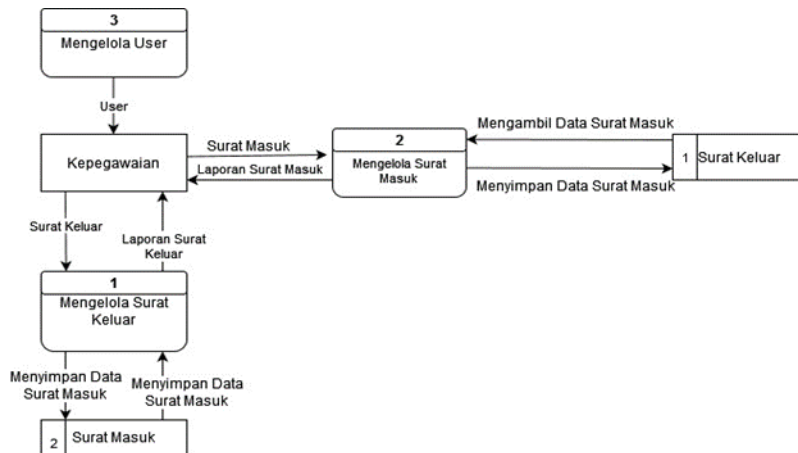 3
Mengelola User
User
Kepegawaian
Surat Masuk
Laporan Surat Masuk
2
Mengelola Surat
Masuk
Mengambil Data Surat Masuk
Menyimpan Data Surat Masuk
1
Surat Keluar
Surat Keluar
Laporan Surat
Keluar
1
Mengelola Surat
Keluar
Menyimpan Data
Surat Masuk
Menyimpan Data
Surat Masuk
2
Surat Masuk